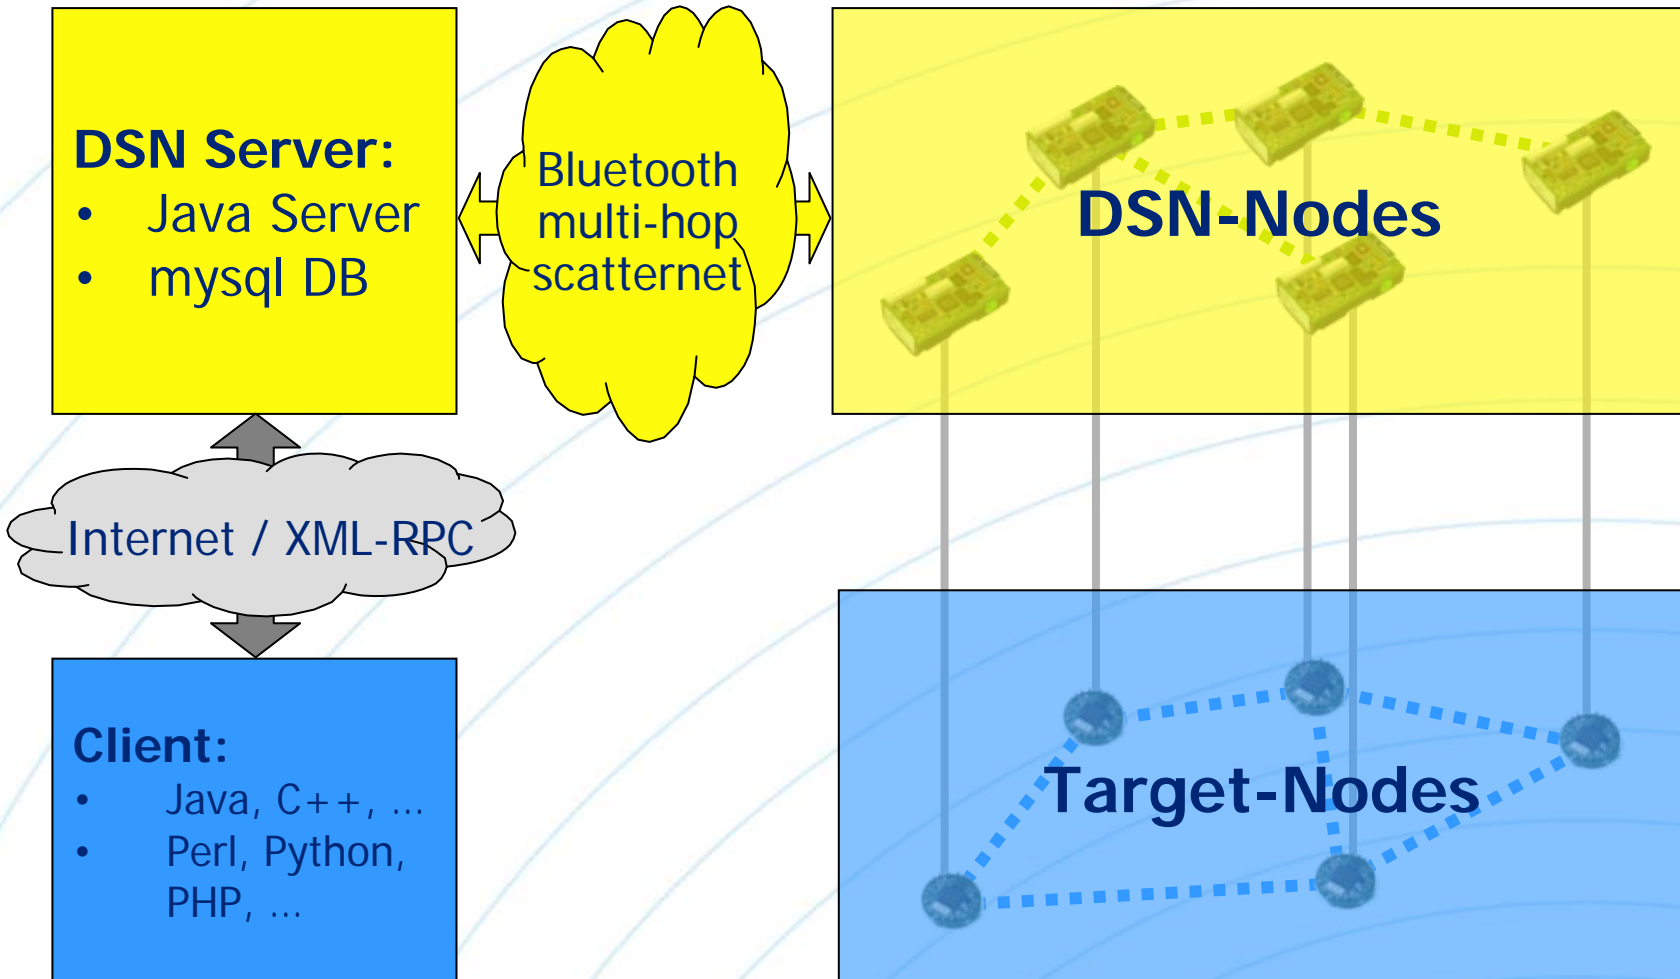 DSN Server:
• Java Server
• mysql DB
Bluetooth
multi-hop
scatternet
DSN-Nodes
Internet / XML-RPC
Client:
• Java, C++, ...
• Perl, Python,
PHP, ...
Target-Nodes